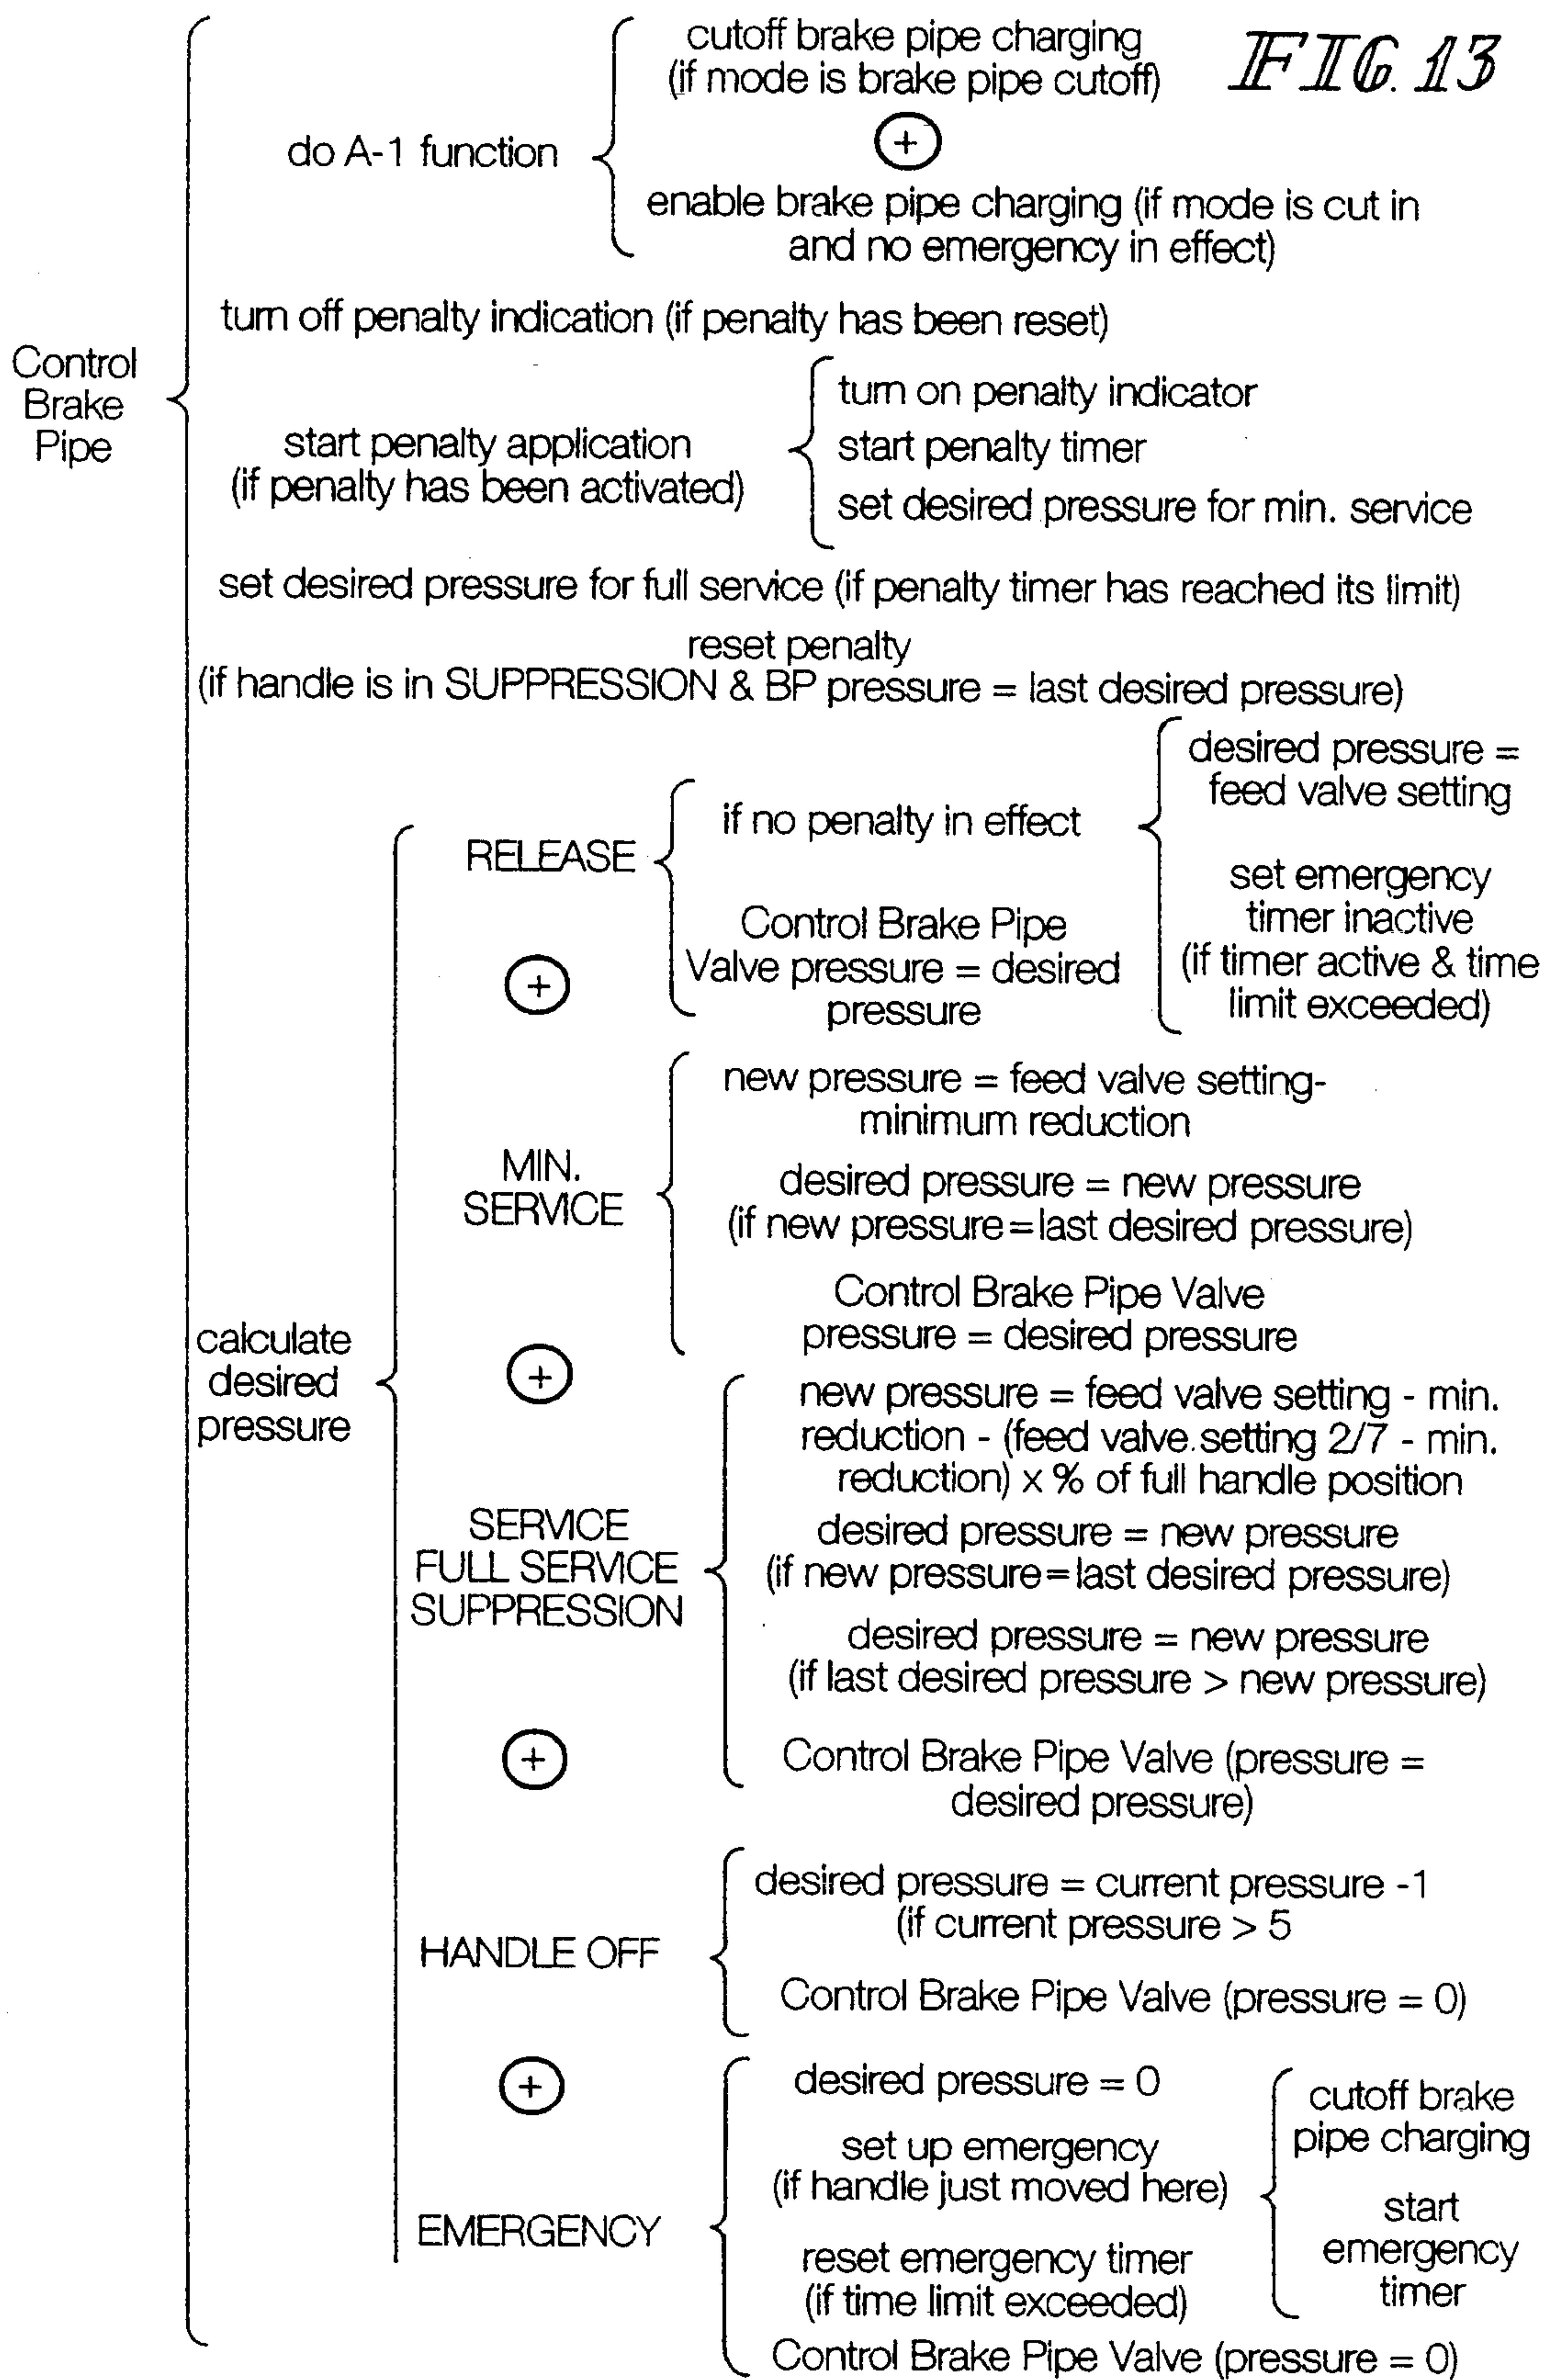 FIG. 13
Control
Brake
Pipe
do A-1 function
cutoff brake pipe charging
(if mode is brake pipe cutoff)
+
enable brake pipe charging (if mode is cut in
and no emergency in effect)
turn off penalty indication (if penalty has been reset)
start penalty application
(if penalty has been activated)
turn on penalty indicator
start penalty timer
set desired pressure for min. service
set desired pressure for full service (if penalty timer has reached its limit)
reset penalty
(if handle is in SUPPRESSION & BP pressure = last desired pressure)
calculate
desired
pressure
RELEASE
if no penalty in effect
desired pressure =
feed valve setting
set emergency
timer inactive
(if timer active & time
limit exceeded)
Control Brake Pipe
Valve pressure = desired
pressure
+
MIN.
SERVICE
new pressure = feed valve setting-
minimum reduction
desired pressure = new pressure
(if new pressure=last desired pressure)
Control Brake Pipe Valve
pressure = desired pressure
+
SERVICE
FULL SERVICE
SUPPRESSION
new pressure = feed valve setting - min.
reduction - (feed valve setting 2/7 - min.
reduction) x % of full handle position
desired pressure = new pressure
(if new pressure=last desired pressure)
desired pressure = new pressure
(if last desired pressure > new pressure)
Control Brake Pipe Valve (pressure =
desired pressure)
+
HANDLE OFF
desired pressure = current pressure -1
(if current pressure > 5
Control Brake Pipe Valve (pressure = 0)
+
EMERGENCY
desired pressure = 0
set up emergency
(if handle just moved here)
cutoff brake
pipe charging
start
emergency
timer
reset emergency timer
(if time limit exceeded)
Control Brake Pipe Valve (pressure = 0)